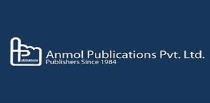 Anmol Publications Pvt. Ltd.
Publishers Since 1984